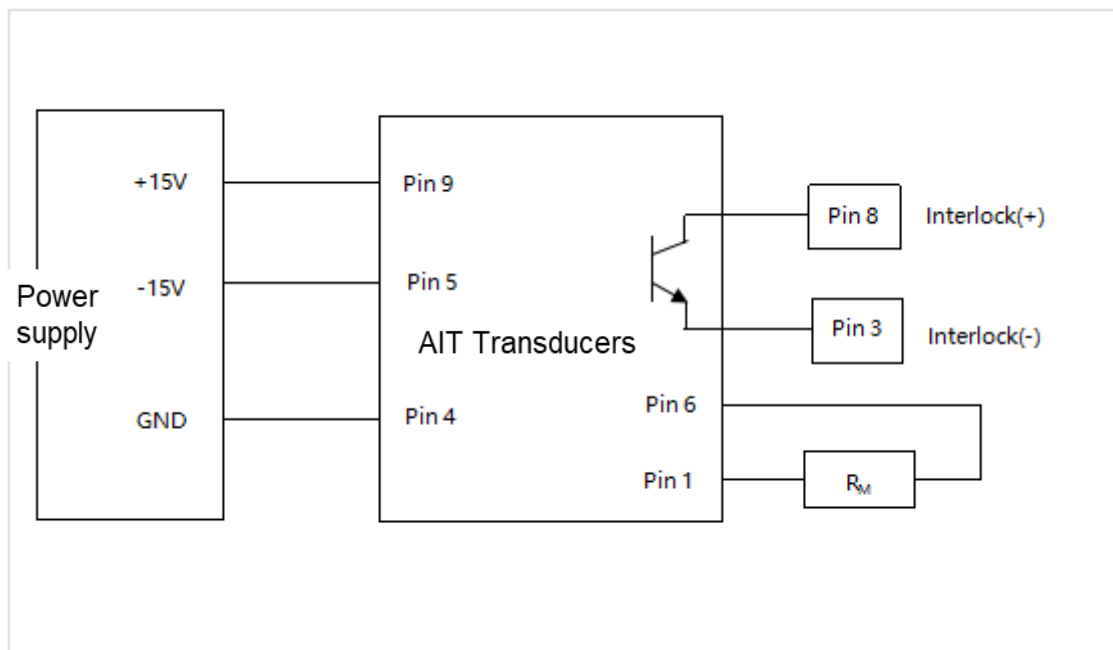 +15V
-15V
GND
Power
supply
Pin 9
Pin 5
AIT Transducers
Pin 4
Pin 8
Interlock(+)
Pin 3
Interlock(-)
Pin 6
Pin 1
RM